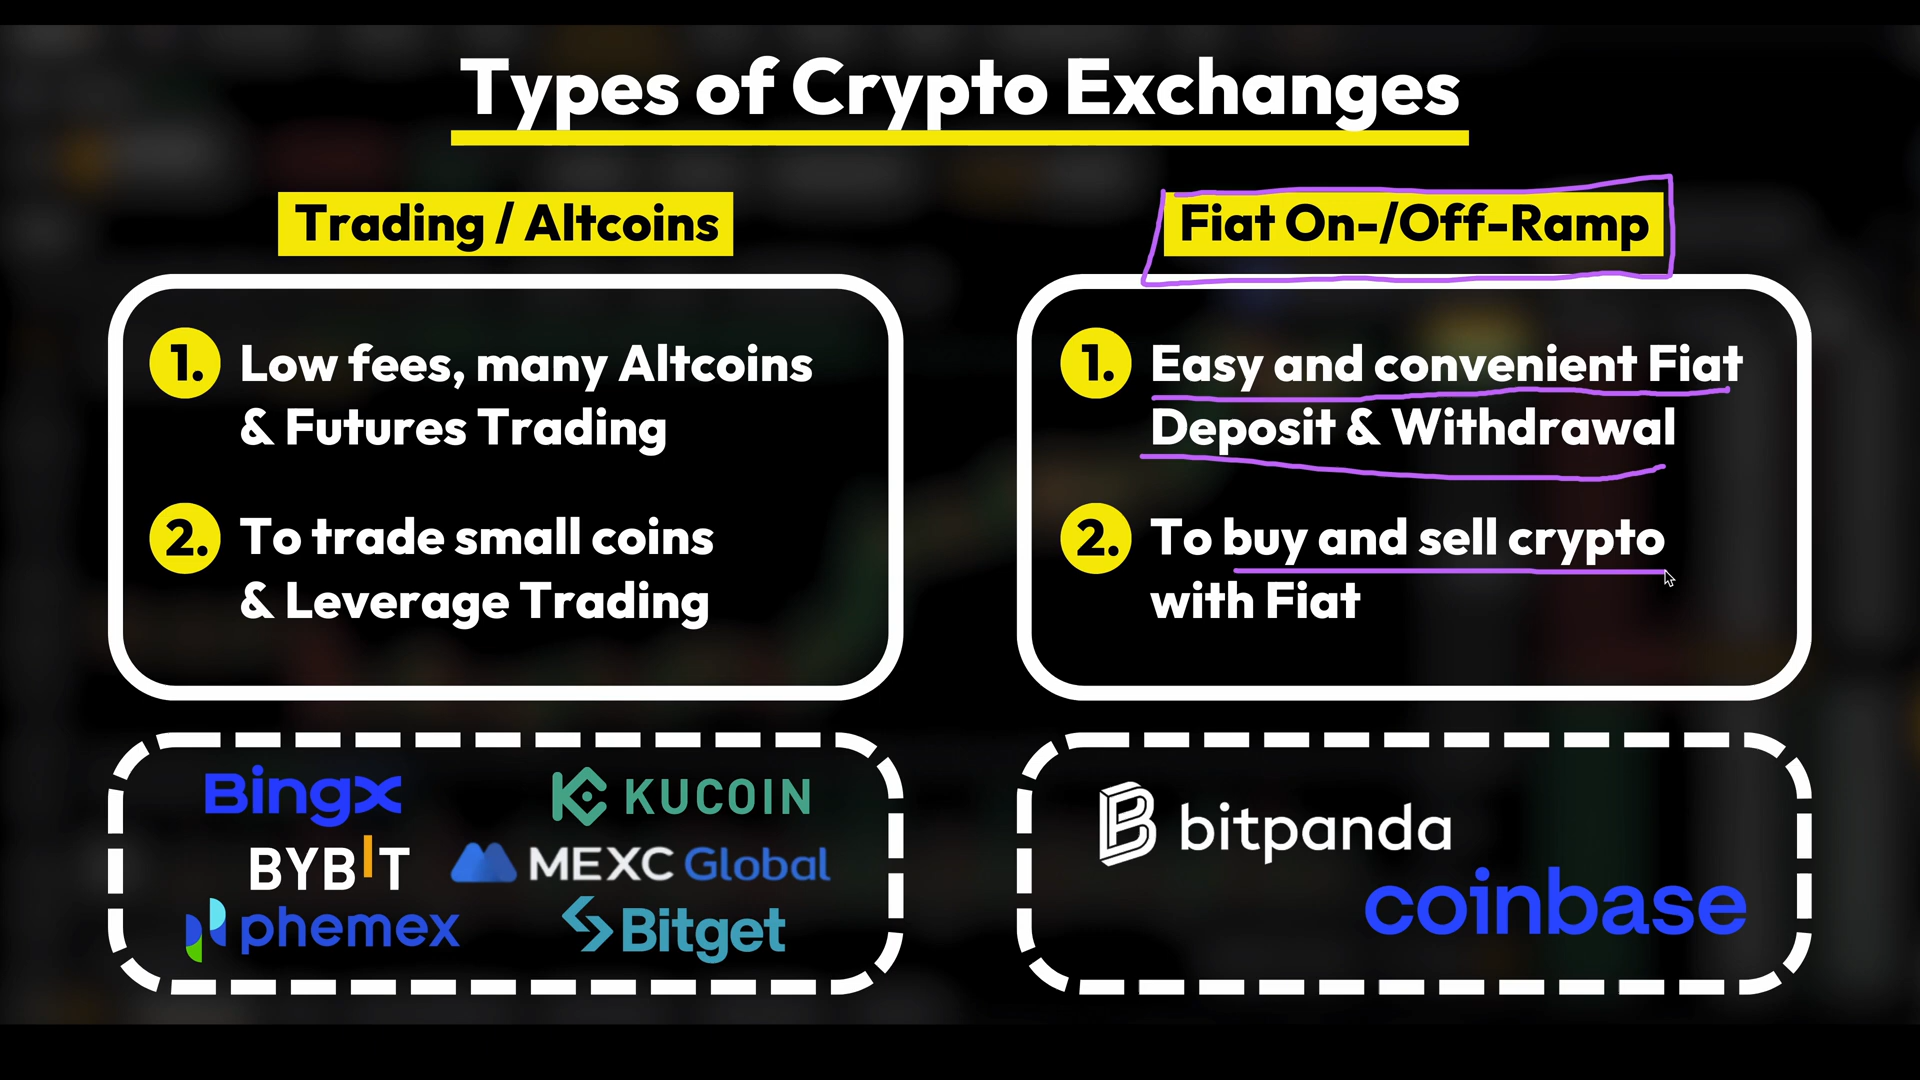 Types of Crypto Exchanges
Trading / Altcoins
1. Low fees, many Altcoins
& Futures Trading
2. To trade small coins
& Leverage Trading
BingX
KUCOIN
BYBIT
MEXC Global
phemex
Bitget
Fiat On-/Off-Ramp
1. Easy and convenient Fiat
Deposit & Withdrawal
2. To buy and sell crypto
with Fiat
bitpanda
coinbase